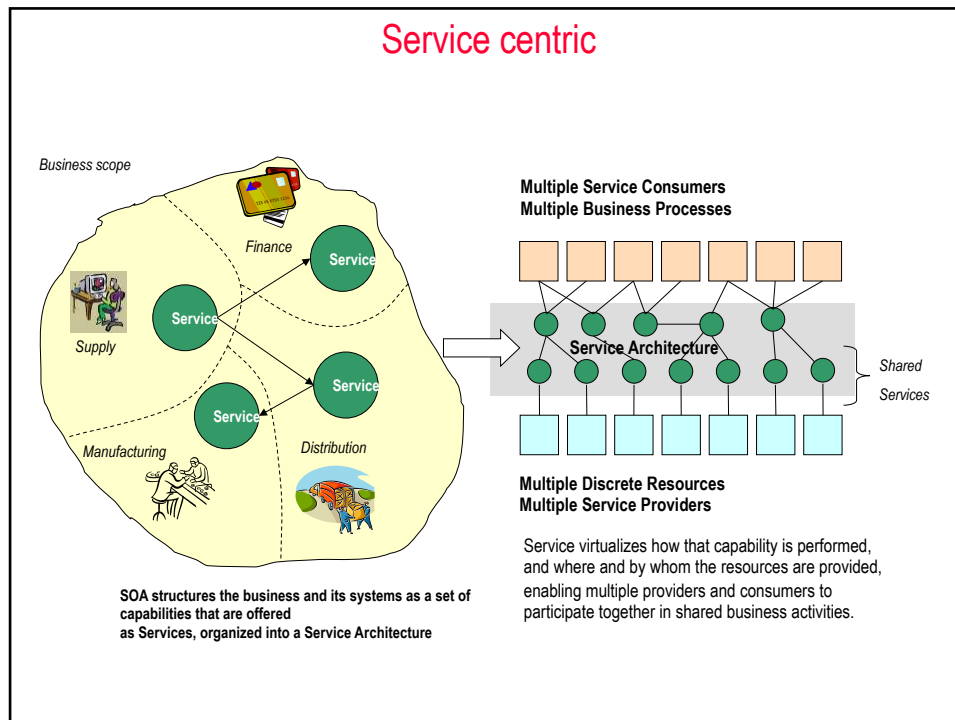 Service centric
Business scope
Finance
Service
Service
Supply
Service
Service
Manufacturing
Distribution
SOA structures the business and its systems as a set of
capabilities that are offered
as Services, organized into a Service Architecture
Multiple Service Consumers
Multiple Business Processes
Service Architecture
Shared
Services
Multiple Discrete Resources
Multiple Service Providers
Service virtualizes how that capability is performed,
and where and by whom the resources are provided,
enabling multiple providers and consumers to
participate together in shared business activities.